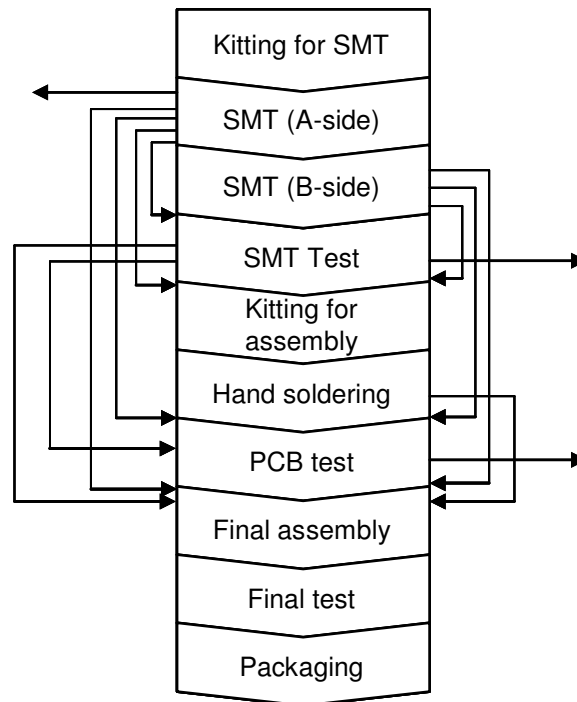 Kitting for SMT
SMT (A-side)
SMT (B-side)
SMT Test
Kitting for
assembly
Hand soldering
PCB test
Final assembly
Final test
Packaging